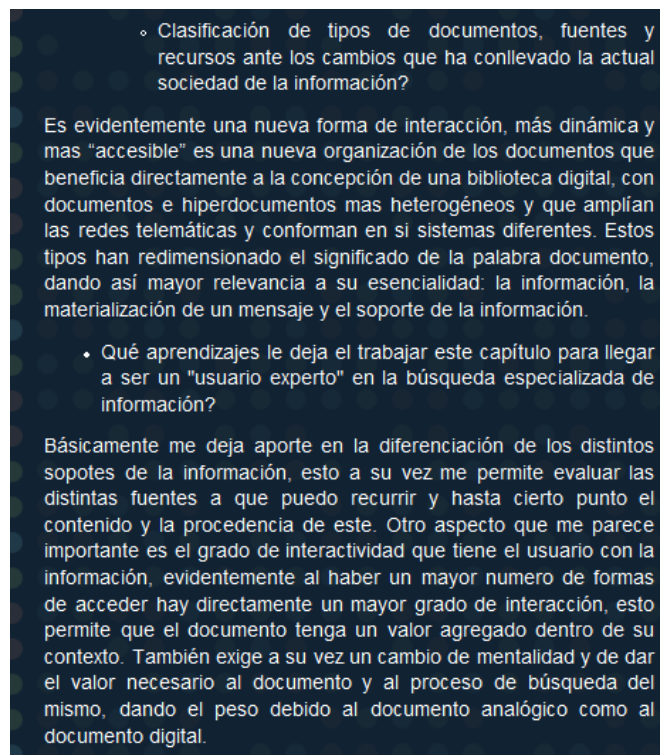 ◦ Clasificación de tipos de documentos, fuentes y
recursos ante los cambios que ha conllevado la actual
sociedad de la información?
Es evidentemente una nueva forma de interacción, más dinámica y
mas “accesible” es una nueva organización de los documentos que
beneficia directamente a la concepción de una biblioteca digital, con
documentos e hiperdocumentos mas heterogéneos y que amplían
las redes telemáticas y conforman en si sistemas diferentes. Estos
tipos han redimensionado el significado de la palabra documento,
dando así mayor relevancia a su esencialidad: la información, la
materialización de un mensaje y el soporte de la información.
• Qué aprendizajes le deja el trabajar este capítulo para llegar
a ser un "usuario experto" en la búsqueda especializada de
información?
Básicamente me deja aporte en la diferenciación de los distintos
sopotes de la información, esto a su vez me permite evaluar las
distintas fuentes a que puedo recurrir y hasta cierto punto el
contenido y la procedencia de este. Otro aspecto que me parece
importante es el grado de interactividad que tiene el usuario con la
información, evidentemente al haber un mayor numero de formas
de acceder hay directamente un mayor grado de interacción, esto
permite que el documento tenga un valor agregado dentro de su
contexto. También exige a su vez un cambio de mentalidad y de dar
el valor necesario al documento y al proceso de búsqueda del
mismo, dando el peso debido al documento analógico como al
documento digital.